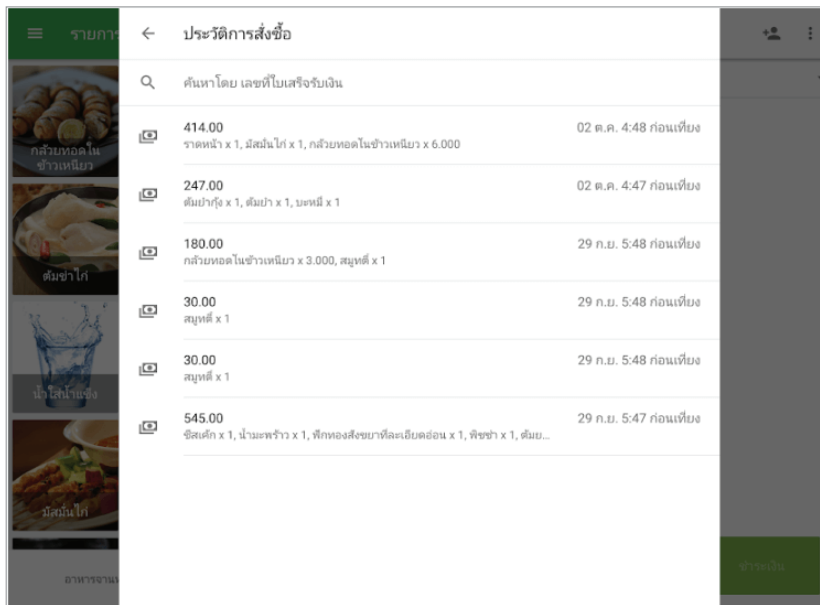 รายการ
ประวัติการสั่งซื้อ
ค้นหาโดย เลขที่ใบเสร็จรับเงิน
414.00
02 ต.ค. 4:48 ก่อนเที่ยง
ราดหน้า x 1, มัสมั่นไก่ x 1, กล้วยทอดในข้าวเหนียว x 6.000
247.00
02 ต.ค. 4:47 ก่อนเที่ยง
ต้มยำกุ้ง x 1, ต้มยำ x 1, บะหมี่ x 1
180.00
29 ก.ย. 5:48 ก่อนเที่ยง
กล้วยทอดในข้าวเหนียว x 3.000, สมูทตี้ x 1
30.00
29 ก.ย. 5:48 ก่อนเที่ยง
สมูทตี้ x 1
30.00
29 ก.ย. 5:48 ก่อนเที่ยง
สมูทตี้ x 1
545.00
29 ก.ย. 5:47 ก่อนเที่ยง
ชีสเค้ก x 1, น้ำมะพร้าว x 1, ฟักทองสังขยาที่ละเอียดอ่อน x 1, พิซซ่า x 1, ต้มย...
กล้วยทอดใน
ข้าวเหนียว
ต้มข่าไก่
น้ำใส่น้ำแข็ง
มัสมั่นไก่
อาหารจานห
ชำระเงิน